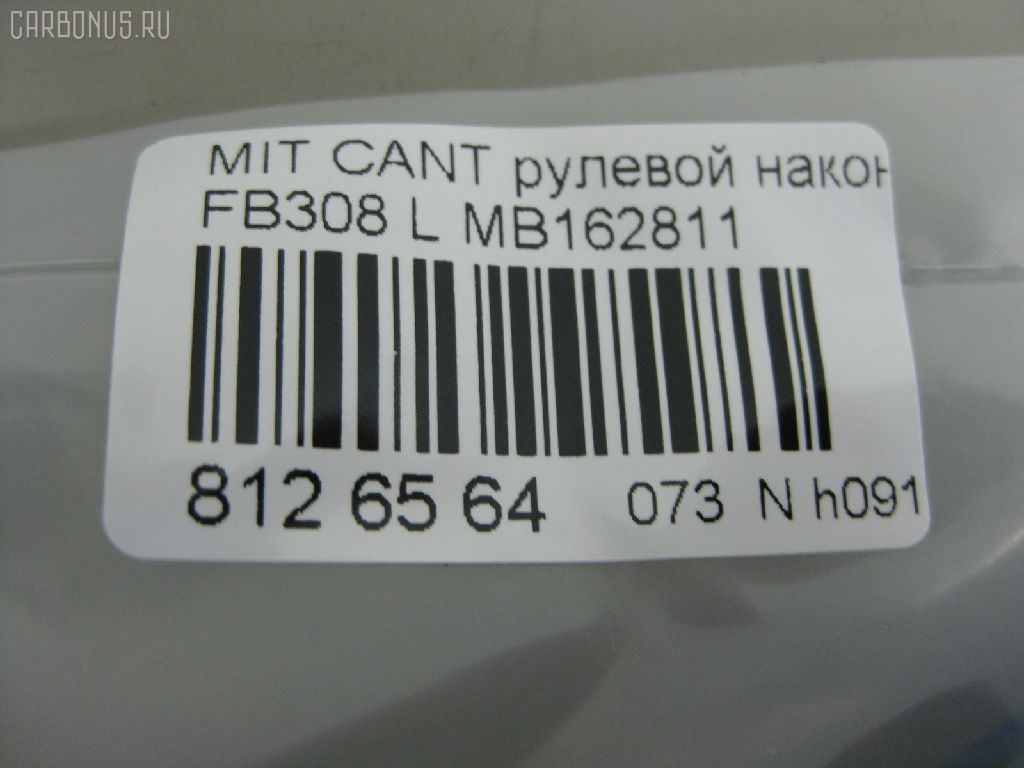 CARBONUS.RU
MIT CANT рулевой након
FB308 L MB162811
812 65 64 073 N h091